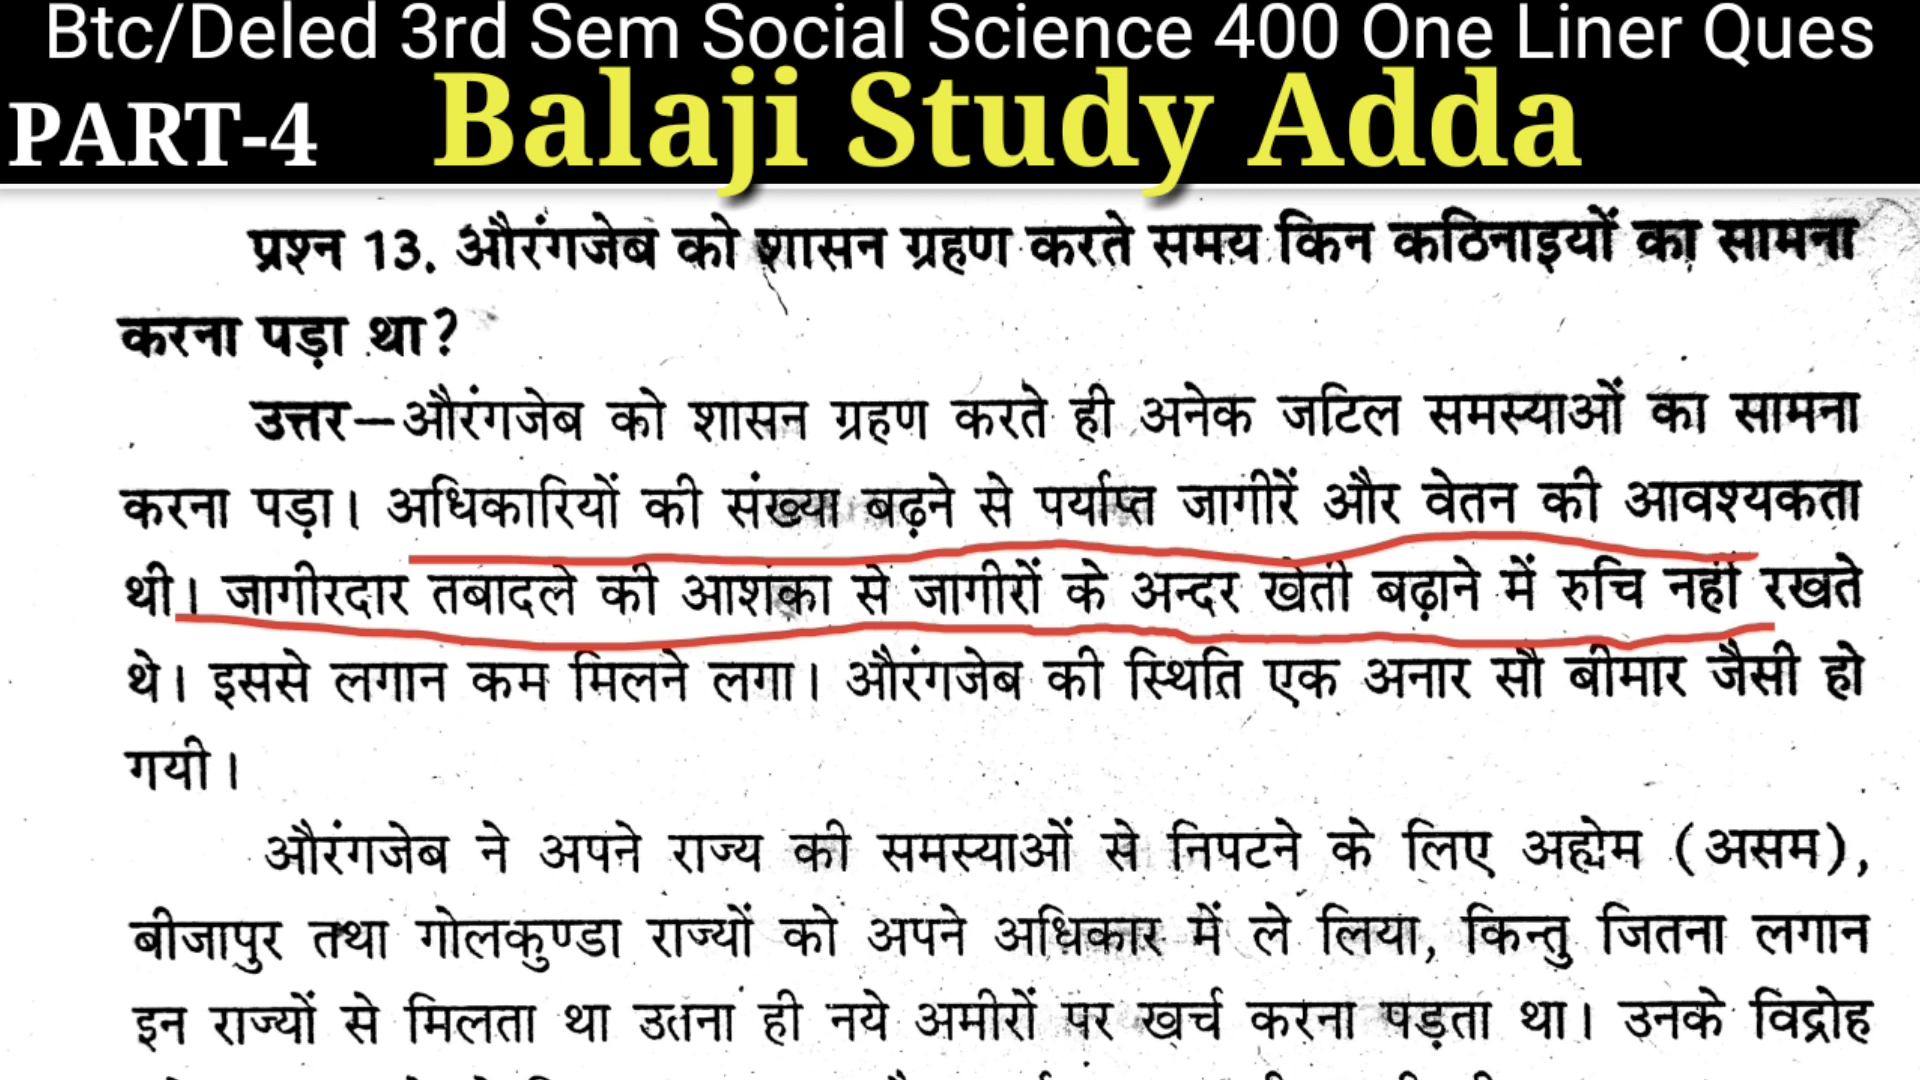 Btc/Deled 3rd Sem Social Science 400 One Liner Ques
PART-4 Balaji Study Adda
प्रश्न 13. औरंगजेब को शासन ग्रहण करते समय किन कठिनाइयों का सामना
करना पड़ा था?
उत्तर—औरंगजेब को शासन ग्रहण करते ही अनेक जटिल समस्याओं का सामना
करना पड़ा। अधिकारियों की संख्या बढ़ने से पर्याप्त जागीरें और वेतन की आवश्यकता
थी। जागीरदार तबादले की आशंका से जागीरों के अन्दर खेती बढ़ाने में रुचि नहीं रखते
थे। इससे लगान कम मिलने लगा। औरंगजेब की स्थिति एक अनार सौ बीमार जैसी हो
गयी।
औरंगजेब ने अपने राज्य की समस्याओं से निपटने के लिए अहोम (असम),
बीजापुर तथा गोलकुण्डा राज्यों को अपने अधिकार में ले लिया, किन्तु जितना लगान
इन राज्यों से मिलता था उतना ही नये अमीरों पर खर्च करना पड़ता था। उनके विद्रोह